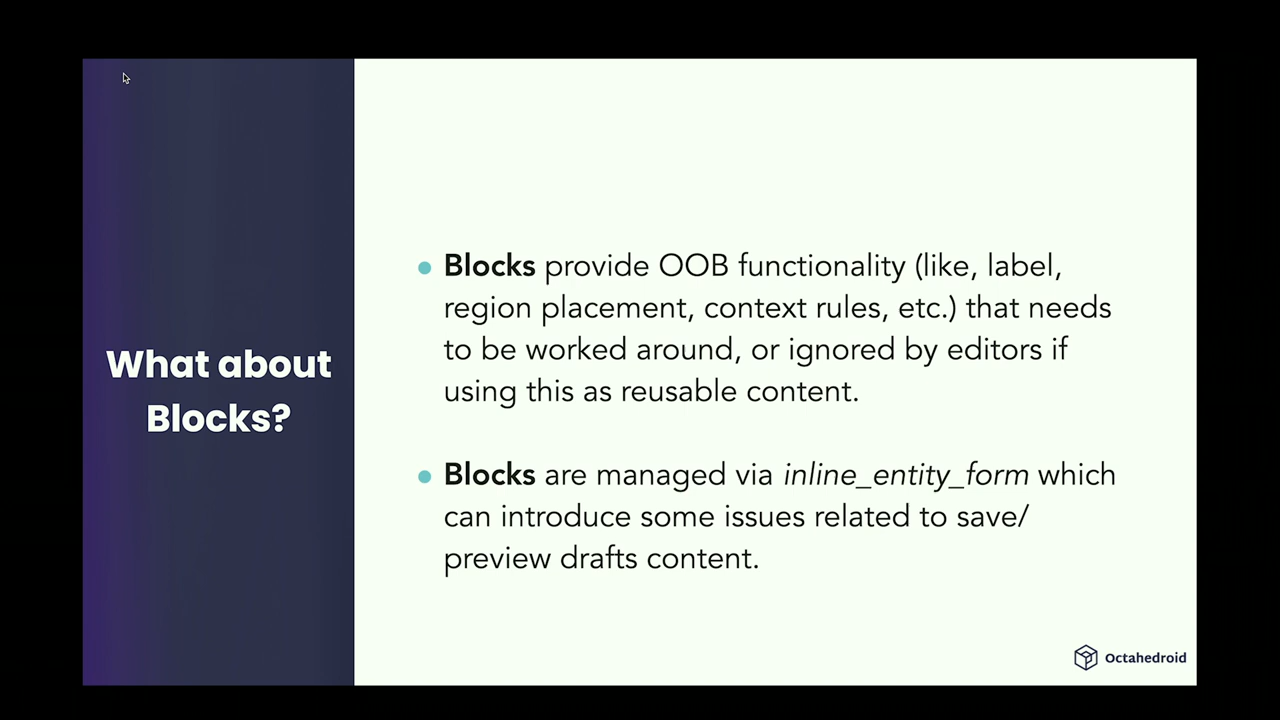 What about
Blocks?
Blocks provide OOB functionality (like, label,
region placement, context rules, etc.) that needs
to be worked around, or ignored by editors if
using this as reusable content.
Blocks are managed via inline_entity_form which
can introduce some issues related to save/
preview drafts content.
Octahedroid